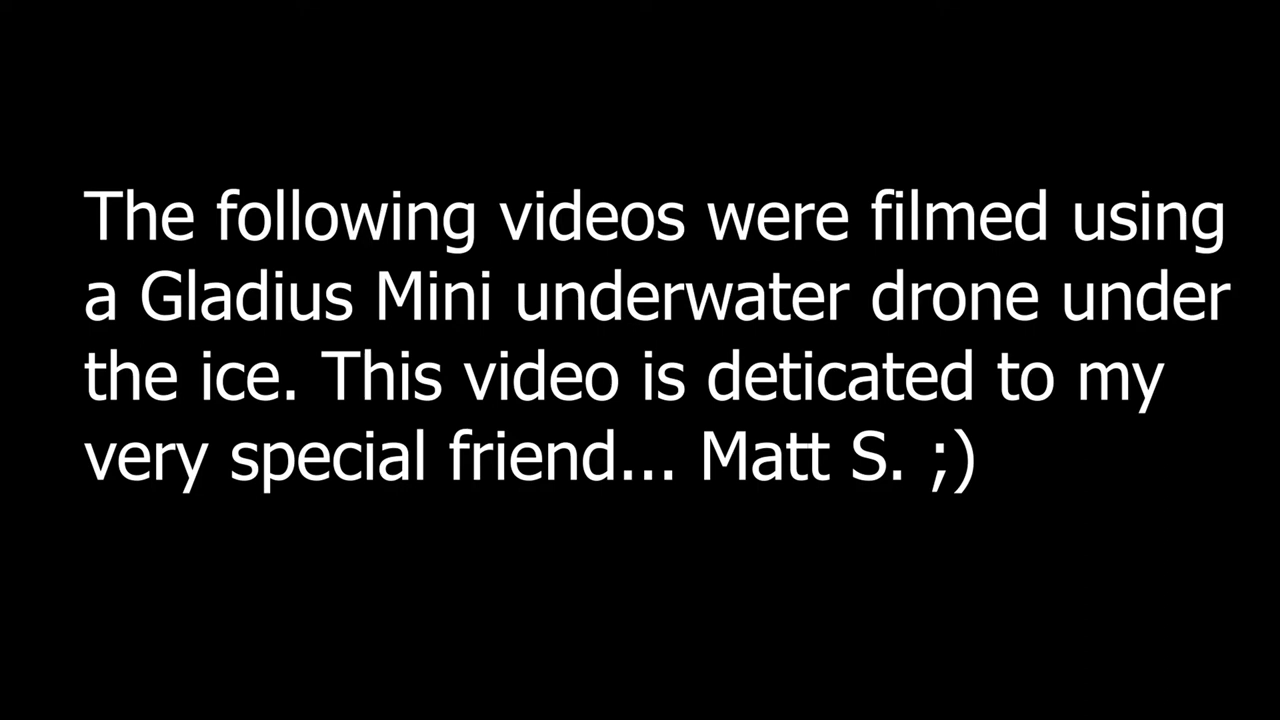 The following videos were filmed using
a Gladius Mini underwater drone under
the ice. This video is deticated to my
very special friend... Matt S. ;)